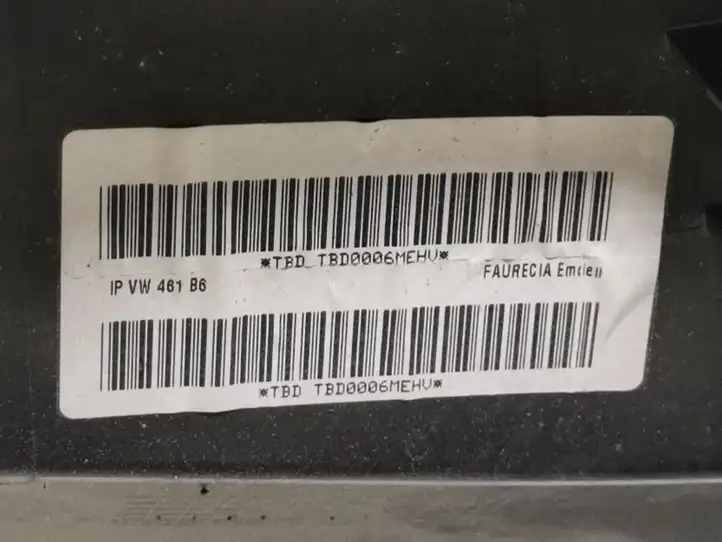 *TBD TBD0006MEHV*
IP VW 461 B6 FAURECIA Emden
*TBD TBD0006MEHV*